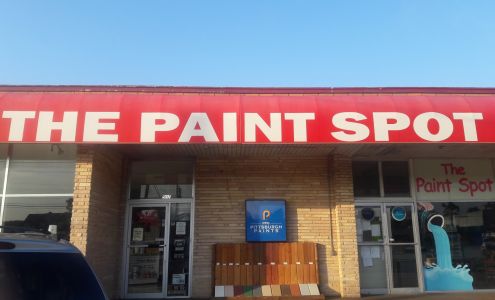 THE PAINT SPOT
The
Paint Spot
PITTSBURGH
PAINTS